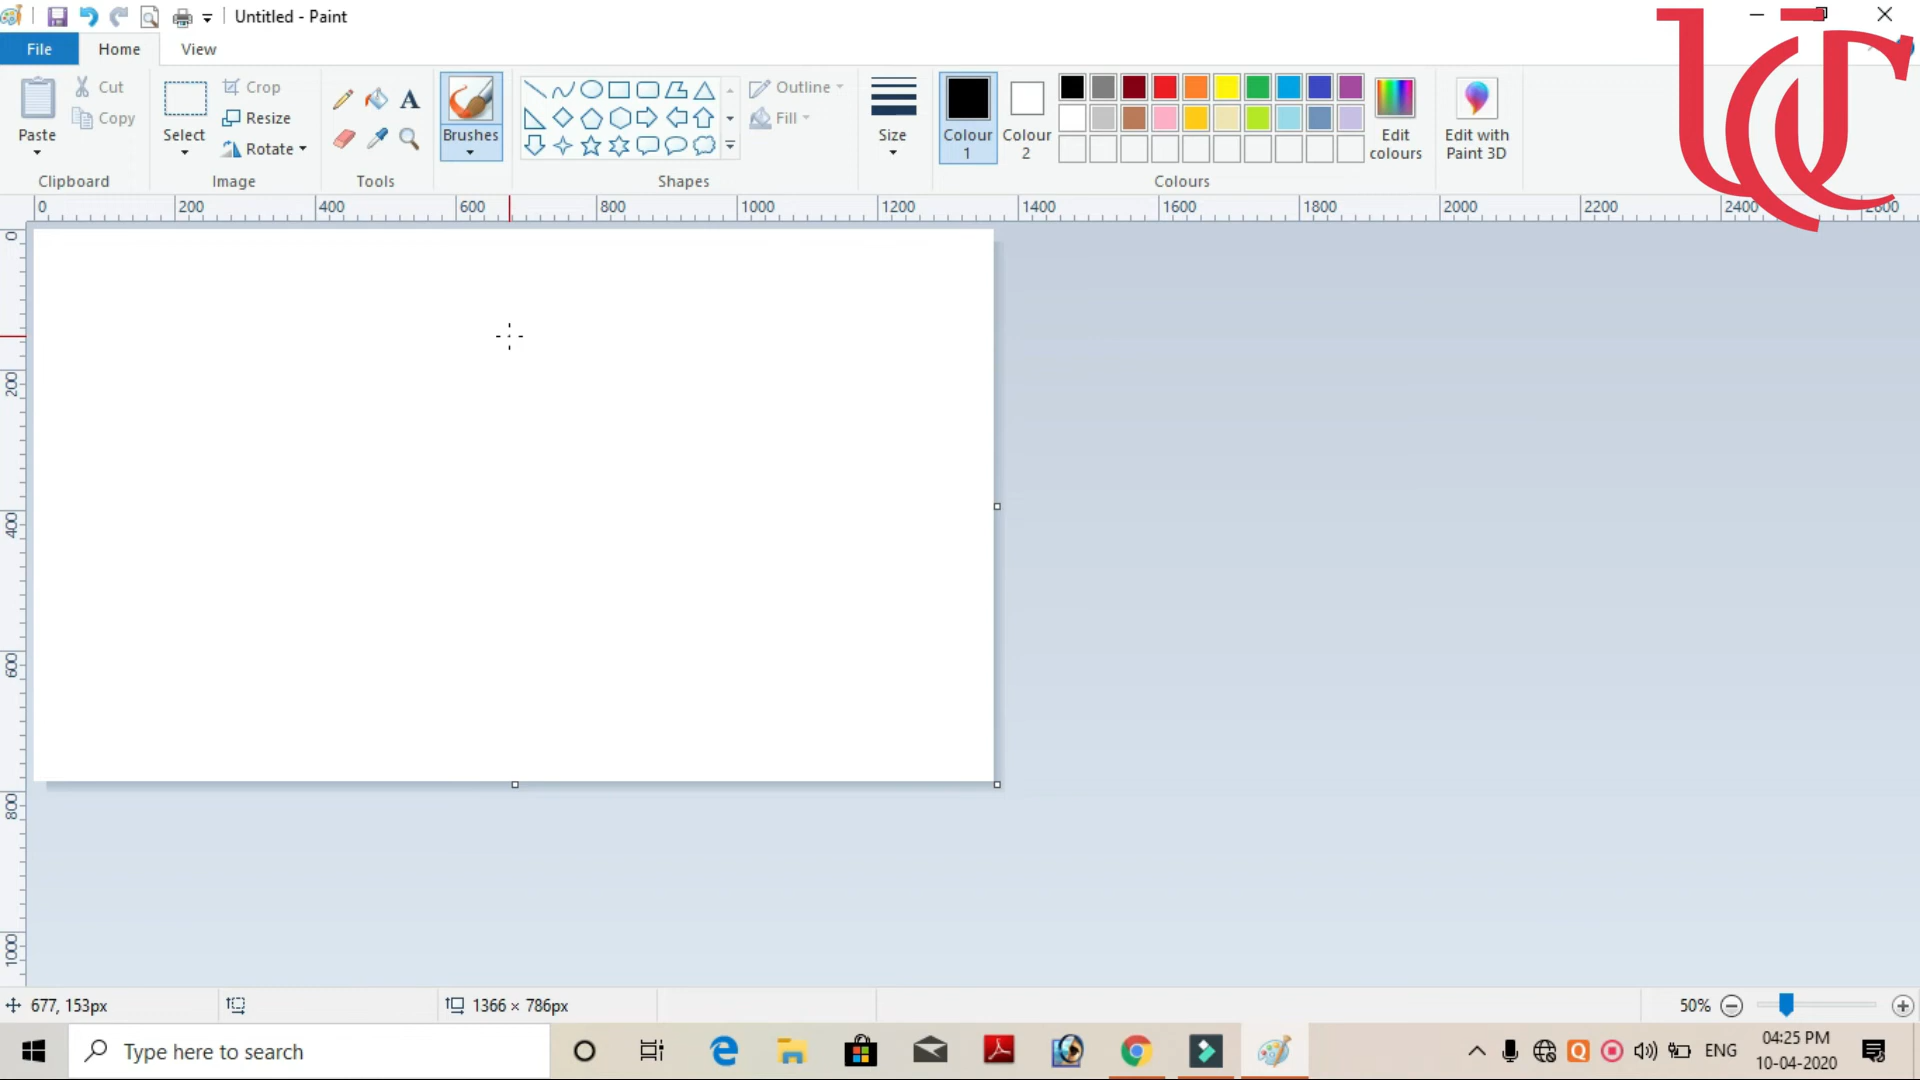 Untitled - Paint
File Home View
Paste
Cut
Copy
Clipboard
Select
Crop
Resize
Rotate
Image
A
Tools
Brushes
Shapes
Outline
Fill
Size
Colour 1
Colour 2
Edit colours
Edit with Paint 3D
Colours
UC
0 200 400 600 800 1000 1200 1400 1600 1800 2000 2200 2400 2600
0
200
400
600
800
1000
677, 153px
1366 × 786px
50%
Type here to search
ENG
04:25 PM
10-04-2020